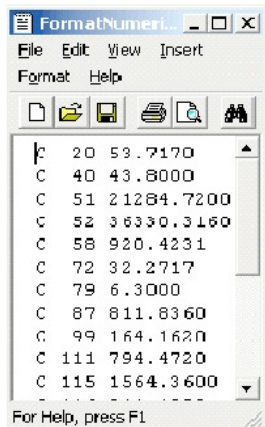 FormatNumeri...
File Edit View Insert
Format Help
C 20 53.7170
C 40 43.8000
C 51 21284.7200
C 52 36330.3160
C 58 920.4231
C 72 32.2717
C 79 6.3000
C 87 811.8360
C 99 164.1620
C 111 794.4720
C 115 1564.3600
For Help, press F1